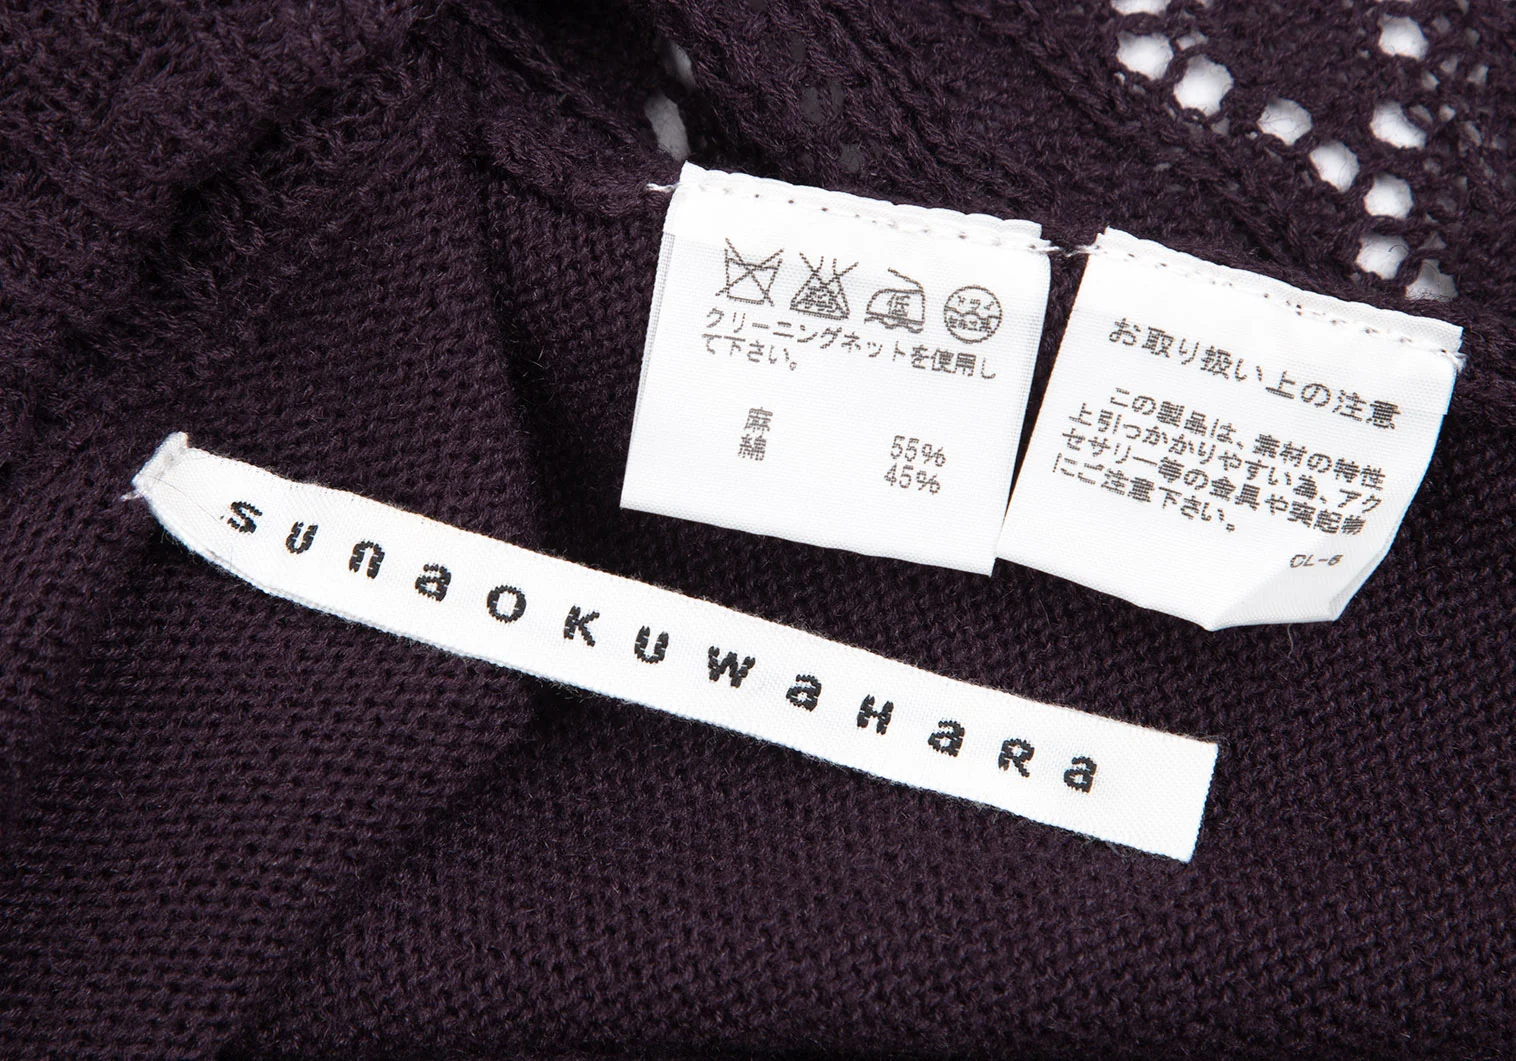 クリーニングネットを使用し
て下さい。
麻 55%
綿 45%
お取り扱い上の注意
この製品は、素材の特性
上引つかかりやすい為、アク
セサリー等の金具や突起物
にご注意下さい。
CL-6
sunaoKuwaHaRa